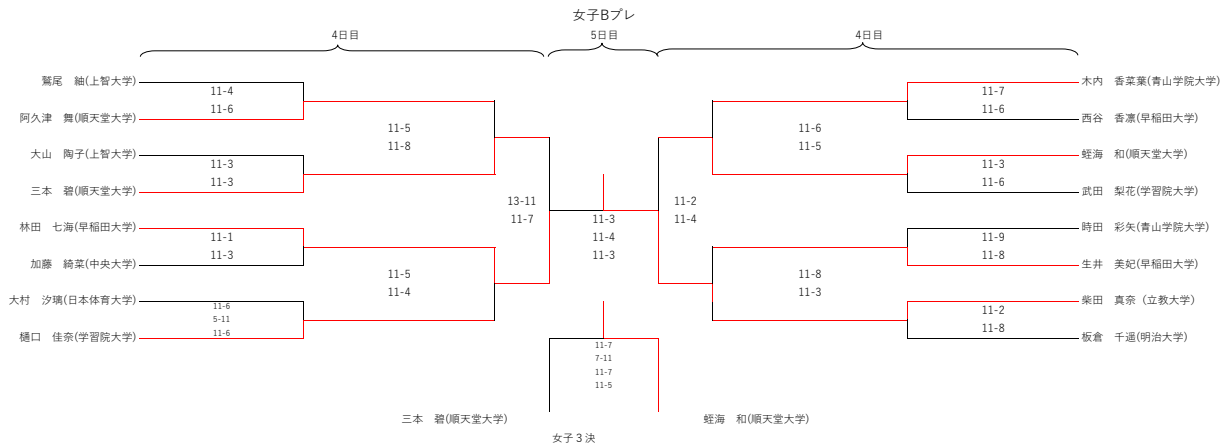 女子Bプレ
4日目
5日目
4日目
鷲尾　紬(上智大学)
11-4
11-6
阿久津　舞(順天堂大学)
11-5
11-8
大山　陶子(上智大学)
11-3
11-3
三本　碧(順天堂大学)
13-11
11-7
林田　七海(早稲田大学)
11-1
11-3
加藤　綺菜(中央大学)
11-5
11-4
大村　汐璃(日本体育大学)
11-6
5-11
11-6
樋口　佳奈(学習院大学)
11-3
11-4
11-3
木内　香菜葉(青山学院大学)
11-7
11-6
西谷　香凛(早稲田大学)
11-6
11-5
蛭海　和(順天堂大学)
11-3
11-6
武田　梨花(学習院大学)
11-2
11-4
時田　彩矢(青山学院大学)
11-9
11-8
生井　美妃(早稲田大学)
11-8
11-3
柴田　真奈（立教大学）
11-2
11-8
板倉　千遥(明治大学)
11-7
7-11
11-7
11-5
三本　碧(順天堂大学)
蛭海　和(順天堂大学)
女子３決